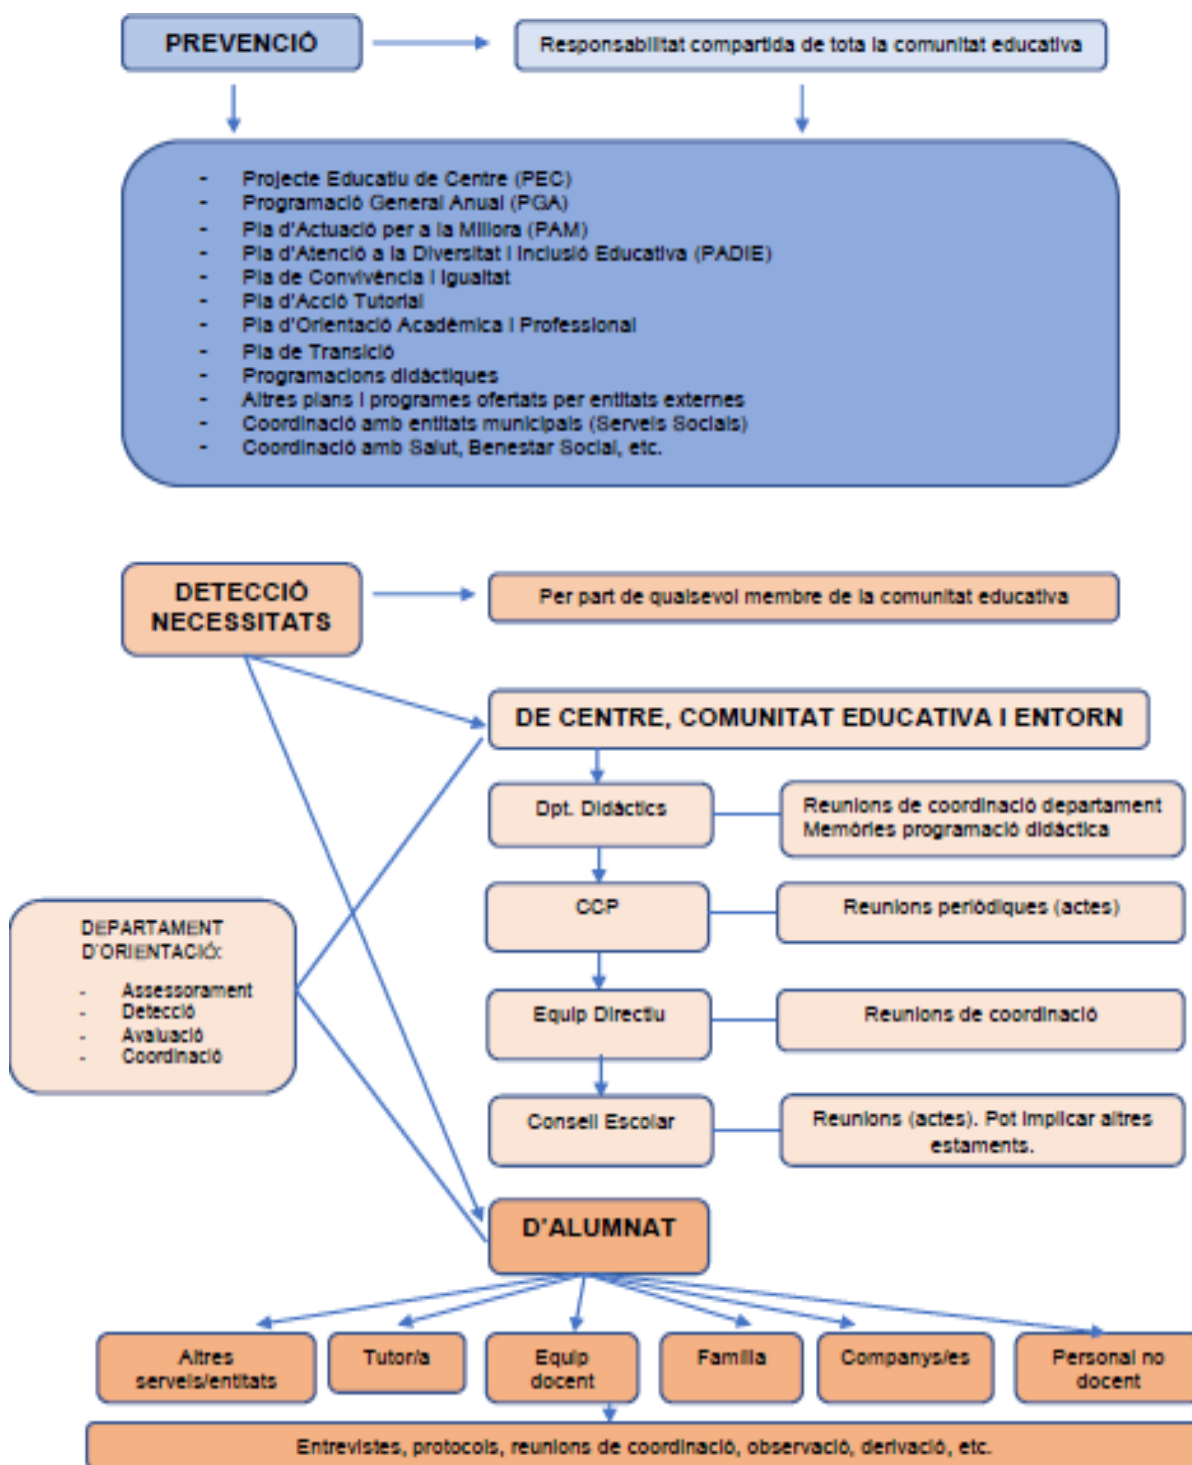 PREVENCIÓ
Responsabilitat compartida de tota la comunitat educativa
- Projecte Educatiu de Centre (PEC)
- Programació General Anual (PGA)
- Pla d'Actuació per a la Millora (PAM)
- Pla d'Atenció a la Diversitat i Inclusió Educativa (PADIE)
- Pla de Convivència i Igualtat
- Pla d'Acció Tutorial
- Pla d'Orientació Acadèmica i Professional
- Pla de Transició
- Programacions didàctiques
- Altres plans i programes ofertats per entitats externes
- Coordinació amb entitats municipals (Serveis Socials)
- Coordinació amb Salut, Benestar Social, etc.
DETECCIÓ
NECESSITATS
Per part de qualsevol membre de la comunitat educativa
DE CENTRE, COMUNITAT EDUCATIVA I ENTORN
Dpt. Didàctics
Reunions de coordinació departament
Memòries programació didàctica
CCP
Reunions periòdiques (actes)
DEPARTAMENT
D'ORIENTACIÓ:
- Assessorament
- Detecció
- Avaluació
- Coordinació
Equip Directiu
Reunions de coordinació
Consell Escolar
Reunions (actes). Pot implicar altres
estaments.
D'ALUMNAT
Altres
serveis/entitats
Tutor/a
Equip
docent
Família
Companys/es
Personal no
docent
Entrevistes, protocols, reunions de coordinació, observació, derivació, etc.